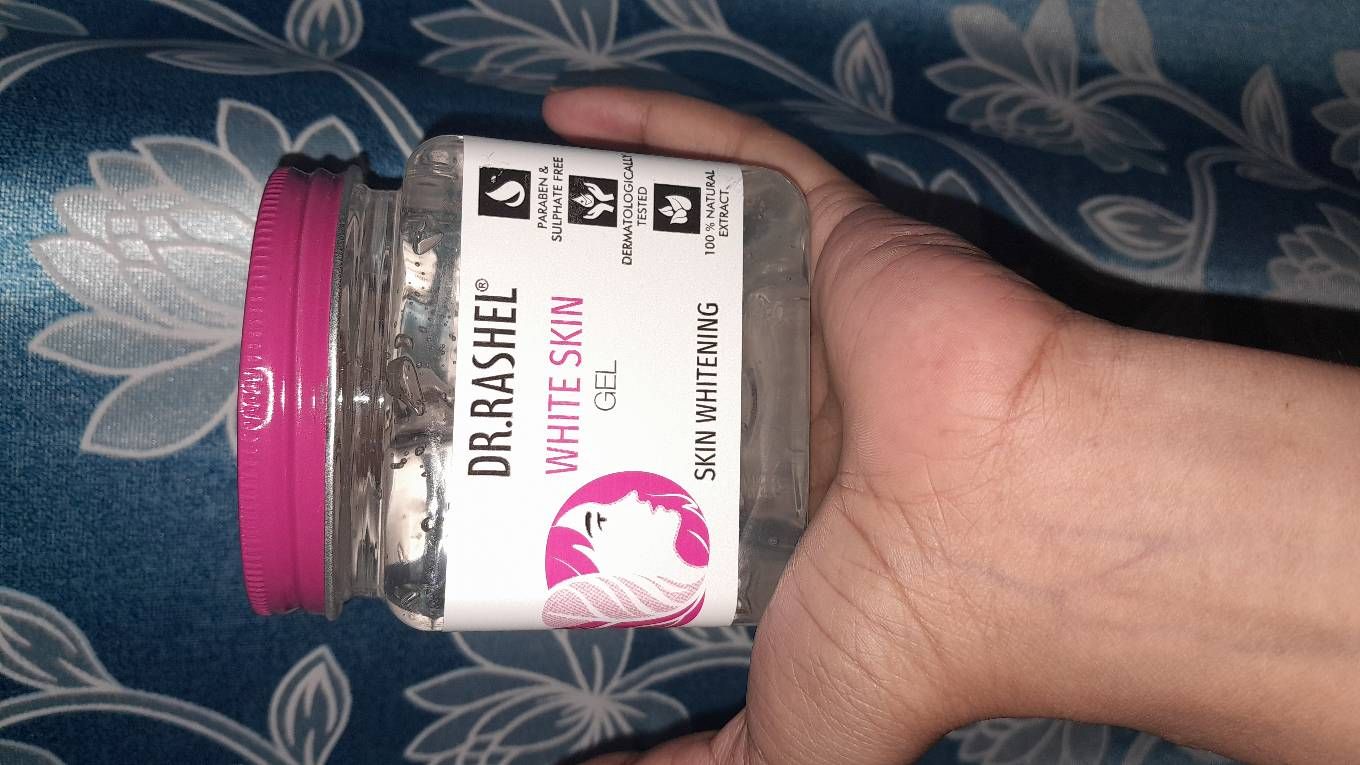 DR.RASHEL®
WHITE SKIN
GEL
SKIN WHITENING
PARABEN &
SULPHATE FREE
DERMATOLOGICALLY
TESTED
100 % NATURAL
EXTRACT